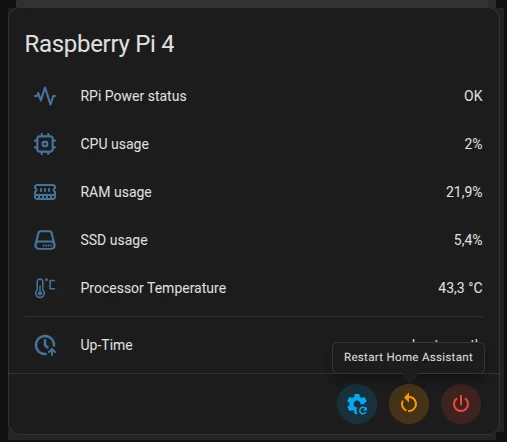 Raspberry Pi 4
RPi Power status OK
CPU usage 2%
RAM usage 21,9%
SSD usage 5,4%
°C
Processor Temperature 43,3 °C
Up-Time
Restart Home Assistant